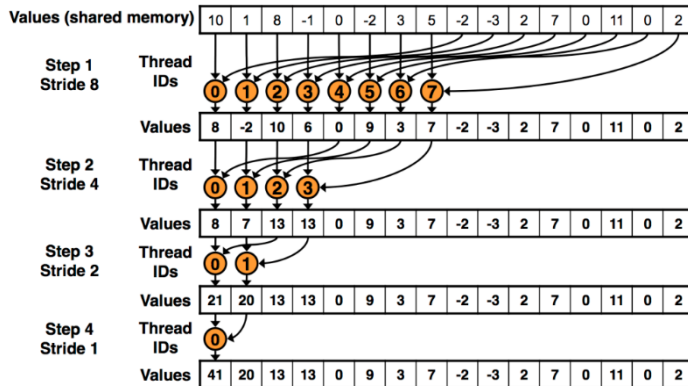 Values (shared memory) 10 1 8 -1 0 -2 3 5 -2 -3 2 7 0 11 0 2
Step 1 Thread
Stride 8 IDs 0 1 2 3 4 5 6 7
Values 8 -2 10 6 0 9 3 7 -2 -3 2 7 0 11 0 2
Step 2 Thread
Stride 4 IDs 0 1 2 3
Values 8 7 13 13 0 9 3 7 -2 -3 2 7 0 11 0 2
Step 3 Thread
Stride 2 IDs 0 1
Values 21 20 13 13 0 9 3 7 -2 -3 2 7 0 11 0 2
Step 4 Thread
Stride 1 IDs 0
Values 41 20 13 13 0 9 3 7 -2 -3 2 7 0 11 0 2